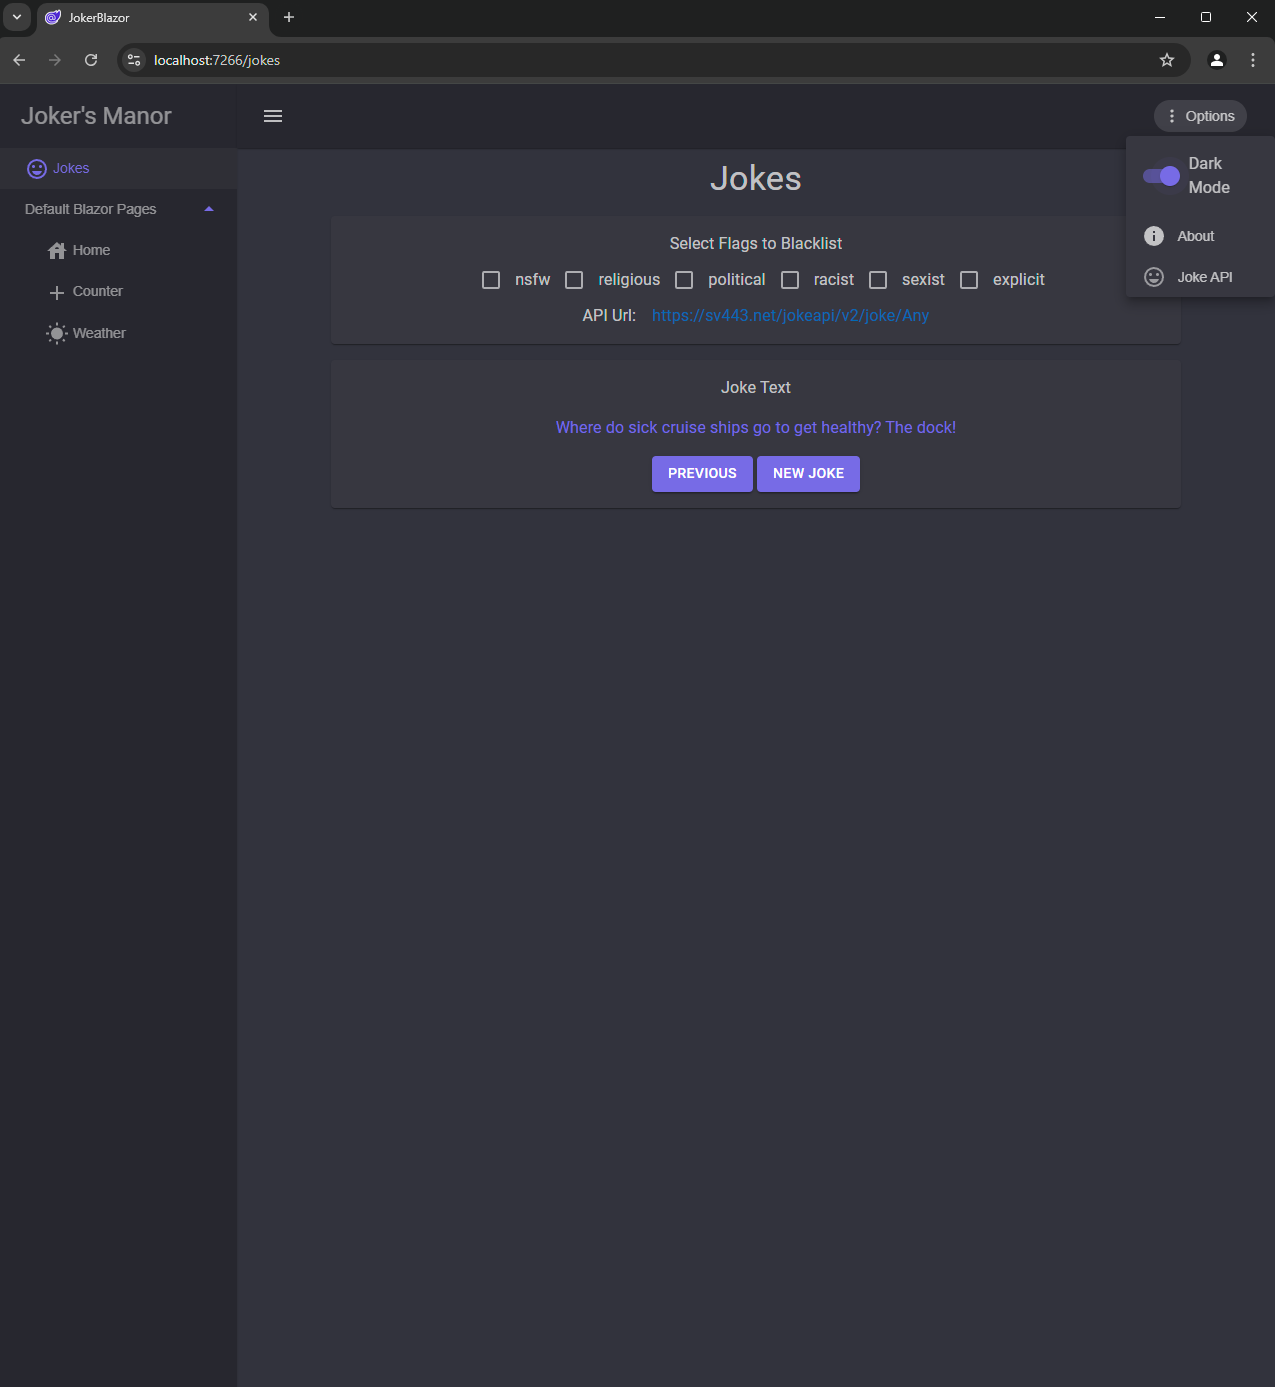 JokerBlazor
localhost:7266/jokes
Joker's Manor
Options
Jokes
Default Blazor Pages
Home
Counter
Weather
Dark
Mode
About
Joke API
Jokes
Select Flags to Blacklist
nsfw religious political racist sexist explicit
API Url: https://sv443.net/jokeapi/v2/joke/Any
Joke Text
Where do sick cruise ships go to get healthy? The dock!
PREVIOUS NEW JOKE